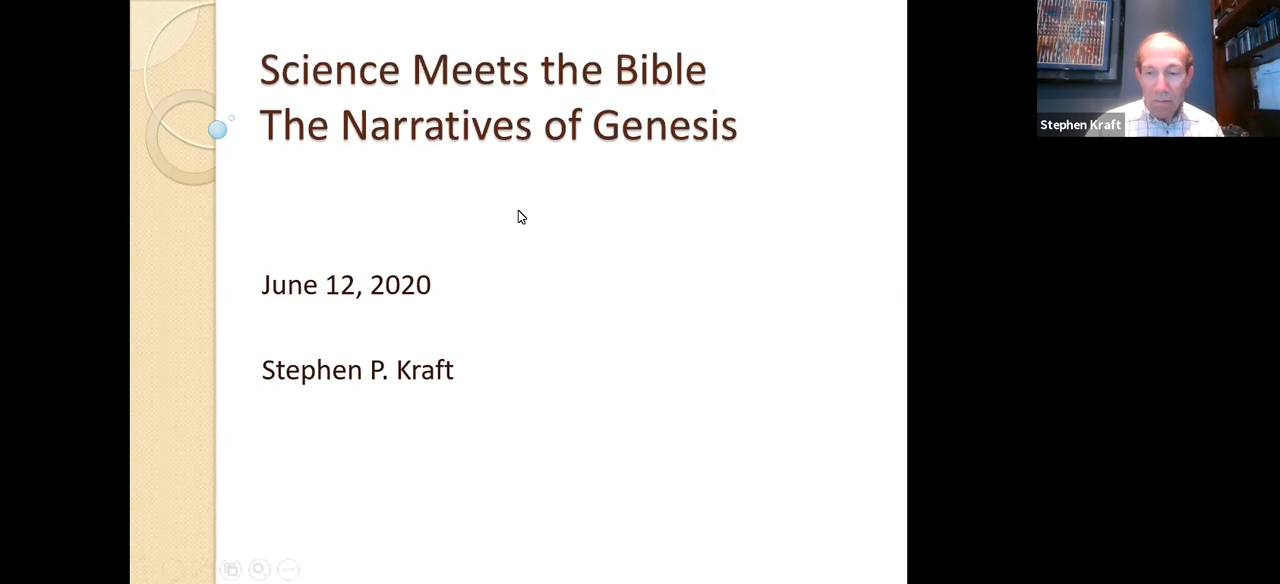 Science Meets the Bible
The Narratives of Genesis
June 12, 2020
Stephen P. Kraft
Stephen Kraft